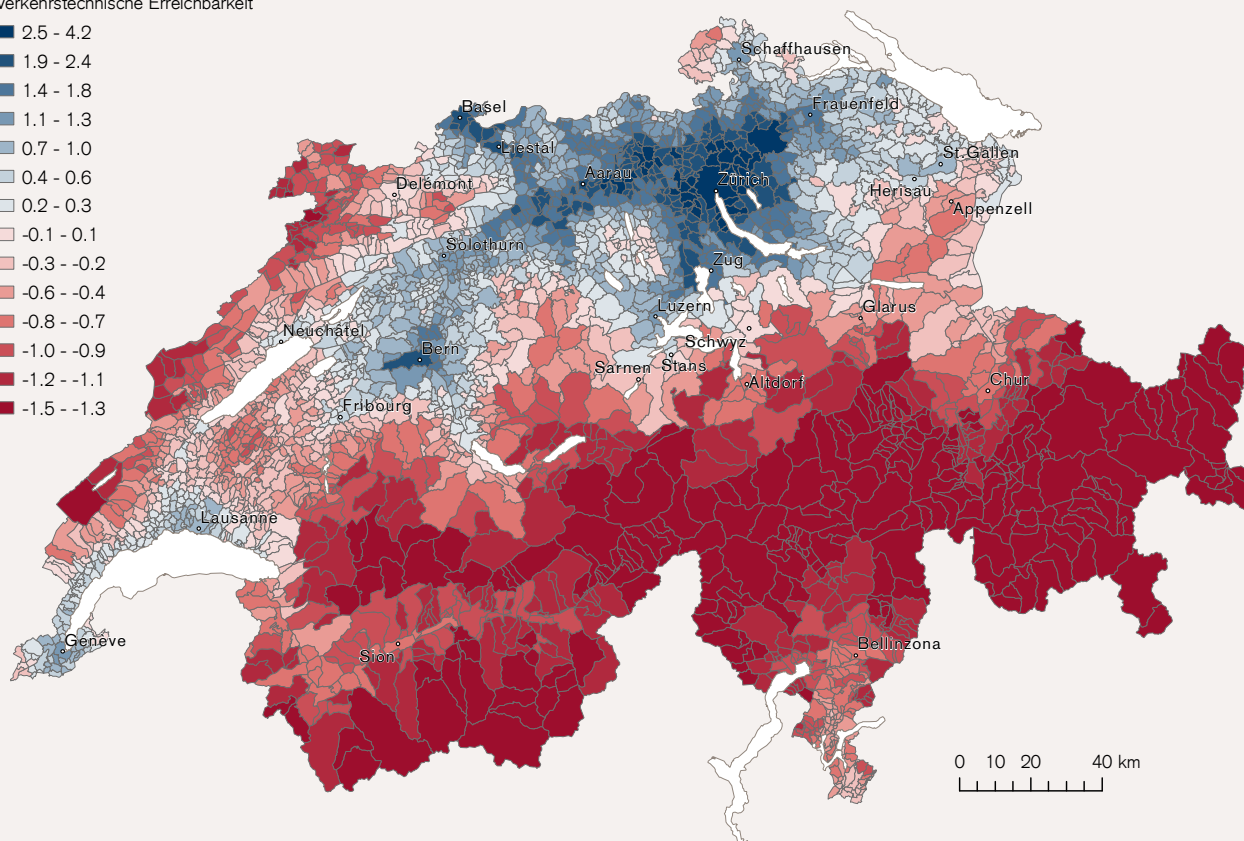 Verkehrstechnische Erreichbarkeit
2.5 - 4.2
1.9 - 2.4
1.4 - 1.8
1.1 - 1.3
0.7 - 1.0
0.4 - 0.6
0.2 - 0.3
-0.1 - 0.1
-0.3 - -0.2
-0.6 - -0.4
-0.8 - -0.7
-1.0 - -0.9
-1.2 - -1.1
-1.5 - -1.3
Schaffhausen
Basel
Frauenfeld
Liestal
St.Gallen
Aarau
Zürich
Delémont
Herisau
Appenzell
Solothurn
Zug
Luzern
Glarus
Neuchâtel
Schwyz
Bern
Sarnen
Stans
Altdorf
Chur
Fribourg
Lausanne
Genève
Sion
Bellinzona
0 10 20 40 km